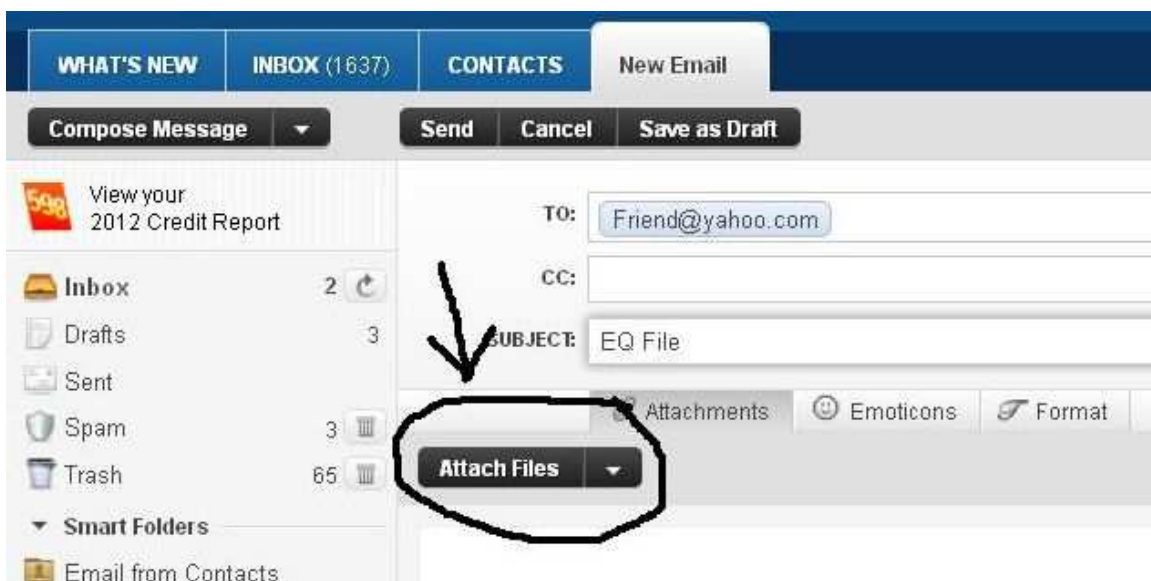 WHAT'S NEW INBOX (1637) CONTACTS New Email
Compose Message Send Cancel Save as Draft
598 View your
2012 Credit Report
TO: Friend@yahoo.com
CC:
SUBJECT: EQ File
Inbox 2
Drafts 3
Sent
Spam 3
Trash 65
Smart Folders
Email from Contacts
Attachments Emoticons Format
Attach Files